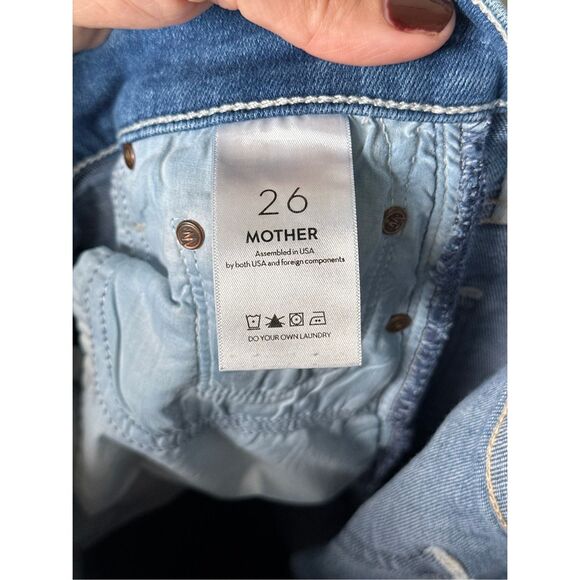 26
MOTHER
Assembled in USA
by both USA and foreign components
DO YOUR OWN LAUNDRY